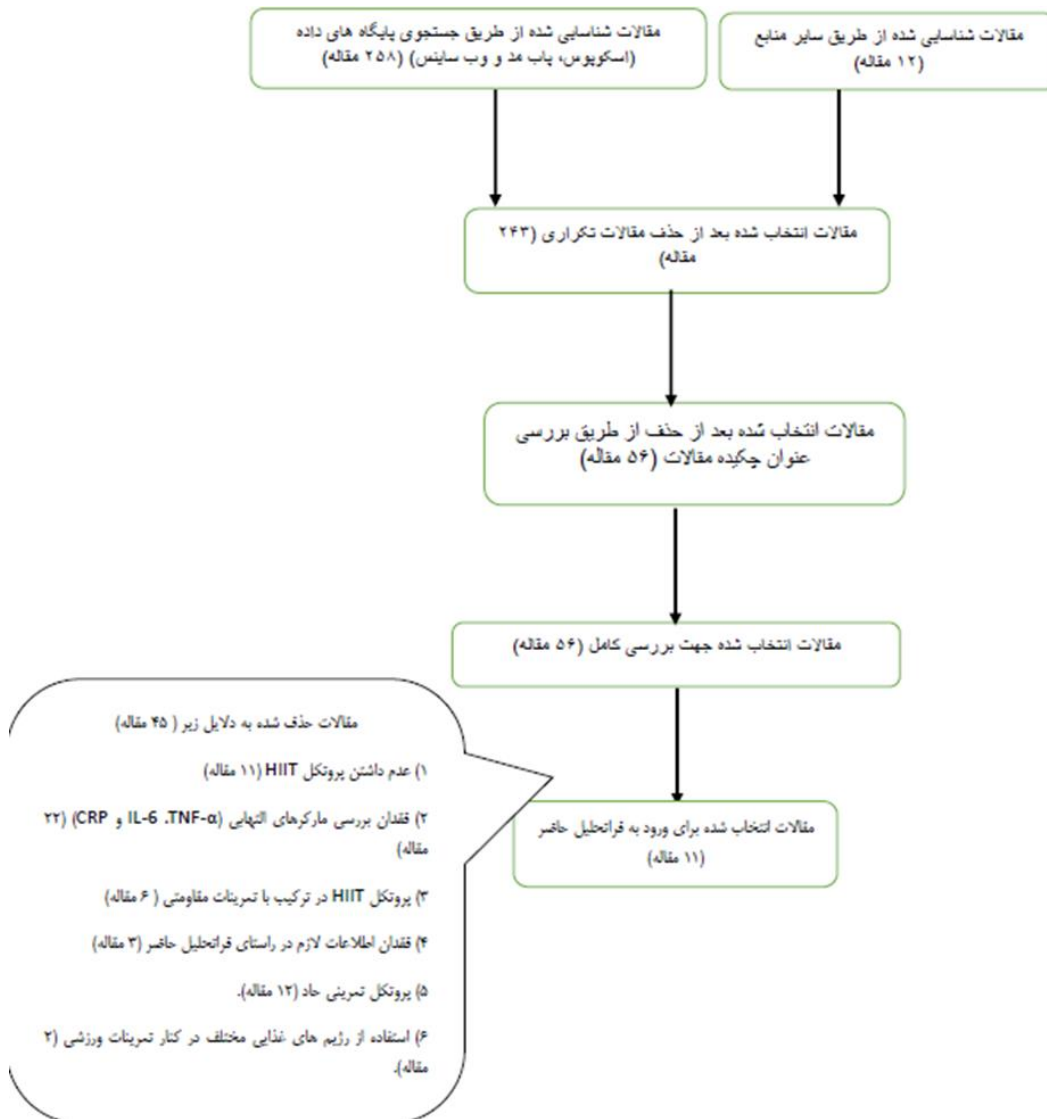 مقالات شناسایی شده از طریق سایر منابع
(۱۲ مقاله)
مقالات شناسایی شده از طریق جستجوی پایگاه های داده
(اسکوپوس، پاب مد و وب ساینس) (۲۵۸ مقاله)
مقالات انتخاب شده بعد از حذف مقالات تکراری (۲۴۳
مقاله)
مقالات انتخاب شده بعد از حذف از طریق بررسی
عنوان چکیده مقالات (۵۶ مقاله)
مقالات انتخاب شده جهت بررسی کامل (۵۶ مقاله)
مقالات حذف شده به دلایل زیر ( ۴۵ مقاله)
۱) عدم داشتن پروتکل HIIT (۱۱ مقاله)
۲) فقدان بررسی مارکرهای التهابی (IL-6 ،TNF-α و CRP) (۲۲
مقاله)
۳) پروتکل HIIT در ترکیب با تمرینات مقاومتی ( ۶ مقاله)
۴) فقدان اطلاعات لازم در راستای فراتحلیل حاضر (۳ مقاله)
۵) پروتکل تمرینی حاد (۱۲ مقاله).
۶) استفاده از رژیم های غذایی مختلف در کنار تمرینات ورزشی (۲
مقاله).
مقالات انتخاب شده برای ورود به فراتحلیل حاضر
(۱۱ مقاله)